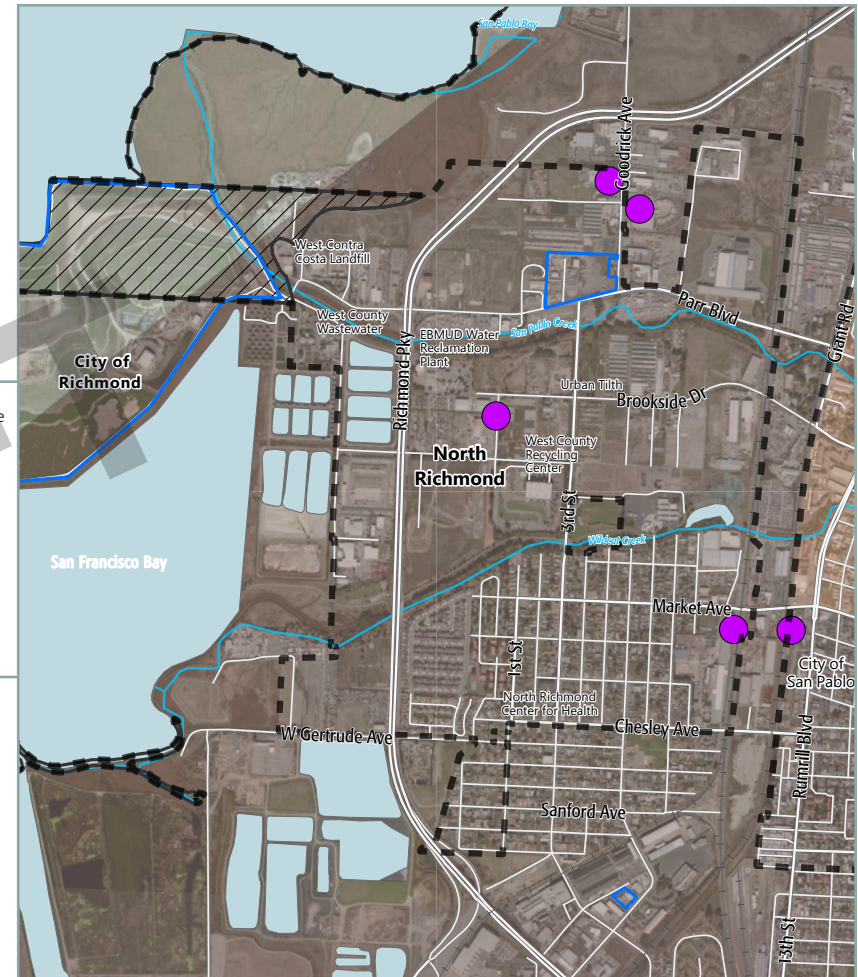 San Pablo Bay
Goodrick Ave
West Contra
Costa Landfill
West County
Wastewater
EBMUD Water
Reclamation
Plant
San Pablo Creek
Parr Blvd
Giant Rd
City of
Richmond
Richmond Pky
Urban Tilth
Brookside Dr
e
North
Richmond
West County
Recycling
Center
3rd St
Wildcat Creek
San Francisco Bay
Market Ave
1st St
City of
San Pablo
North Richmond
Center for Health
W Gertrude Ave
Chesley Ave
Rumrill Blvd
Sanford Ave
13th St